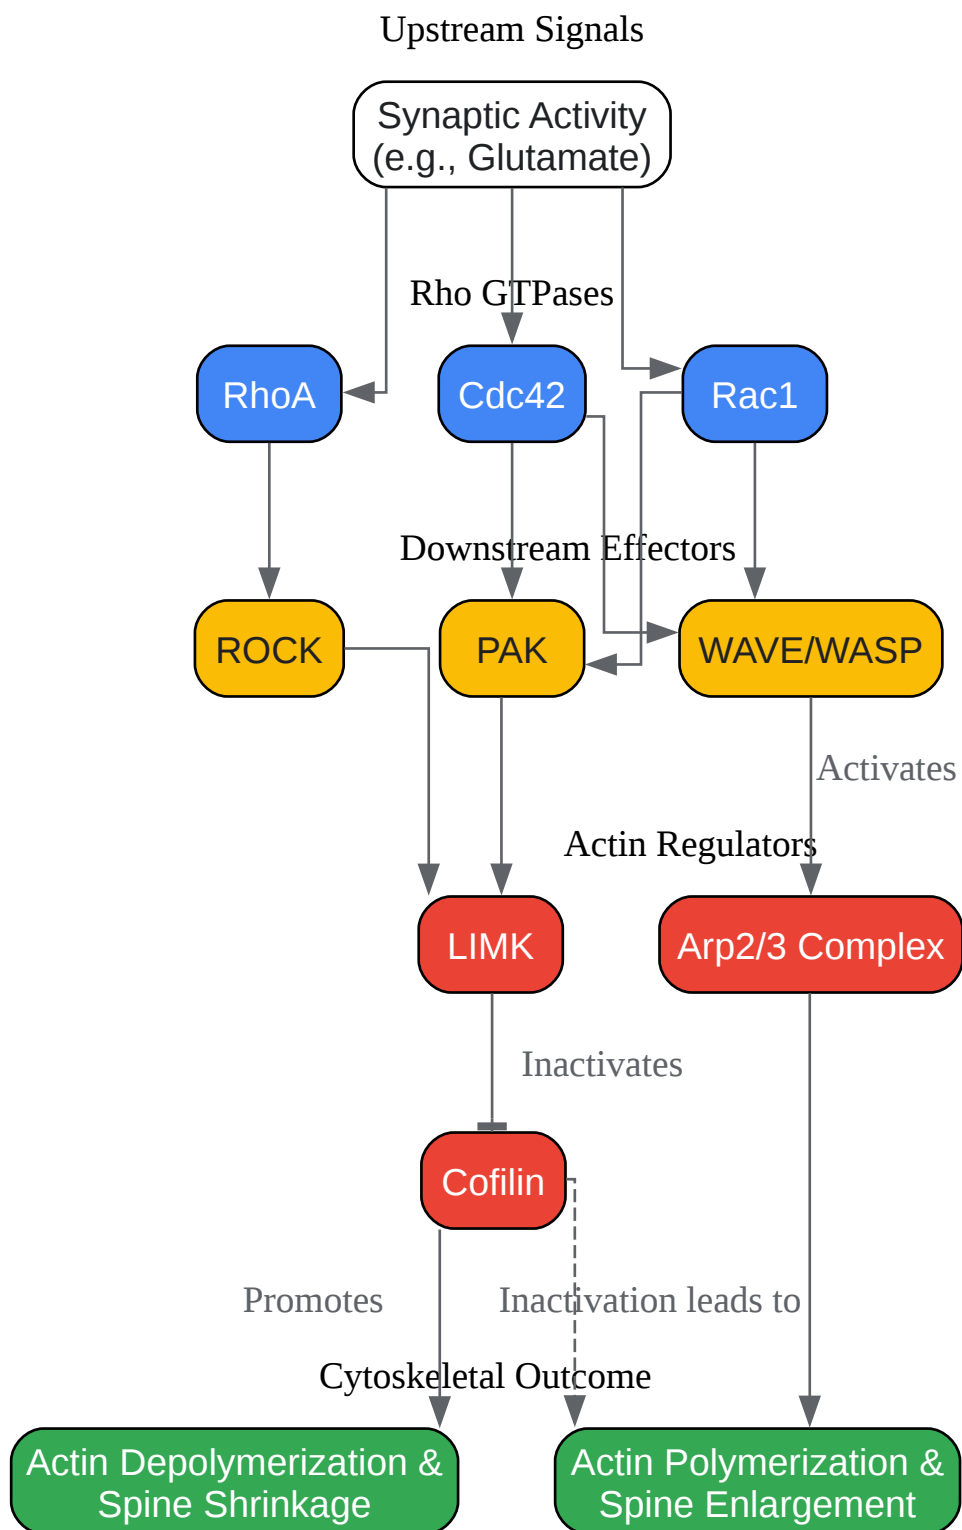 Upstream Signals
Synaptic Activity
(e.g., Glutamate)
Rho GTPases
RhoA
Cdc42
Rac1
Downstream Effectors
ROCK
PAK
WAVE/WASP
Activates
Actin Regulators
LIMK
Arp2/3 Complex
Inactivates
Cofilin
Promotes
Inactivation leads to
Cytoskeletal Outcome
Actin Depolymerization &
Spine Shrinkage
Actin Polymerization &
Spine Enlargement